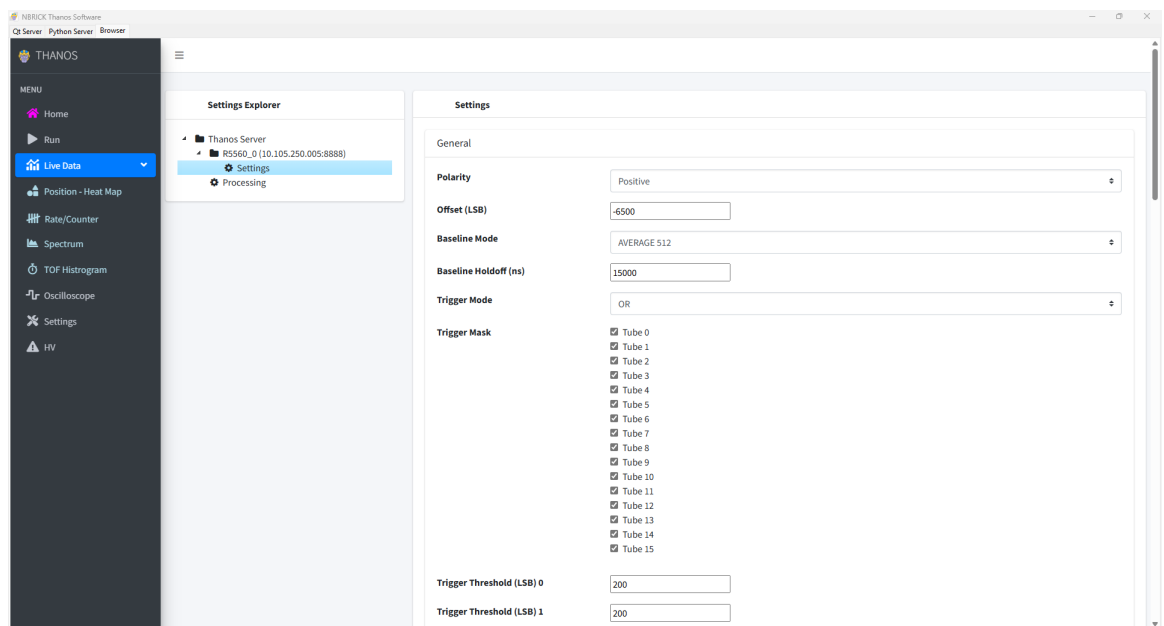 NBRICK Thanos Software
Qt Server Python Server Browser
THANOS
MENU
Home
Run
Live Data
Position - Heat Map
Rate/Counter
Spectrum
TOF Histrogram
Oscilloscope
Settings
HV
Settings Explorer
Thanos Server
R5560_0 (10.105.250.005:8888)
Settings
Processing
Settings
General
Polarity
Positive
Offset (LSB)
-6500
Baseline Mode
AVERAGE 512
Baseline Holdoff (ns)
15000
Trigger Mode
OR
Trigger Mask
Tube 0
Tube 1
Tube 2
Tube 3
Tube 4
Tube 5
Tube 6
Tube 7
Tube 8
Tube 9
Tube 10
Tube 11
Tube 12
Tube 13
Tube 14
Tube 15
Trigger Threshold (LSB) 0
200
Trigger Threshold (LSB) 1
200